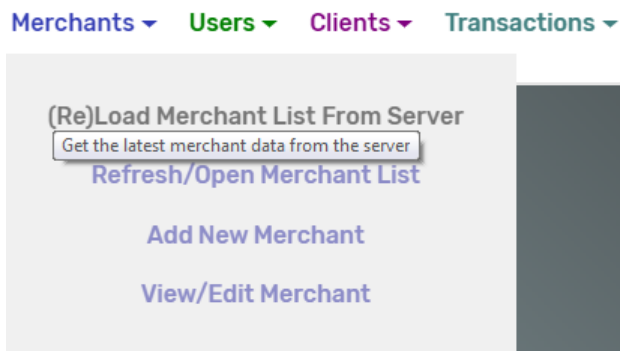 Merchants Users Clients Transactions
(Re)Load Merchant List From Server
Get the latest merchant data from the server
Refresh/Open Merchant List
Add New Merchant
View/Edit Merchant